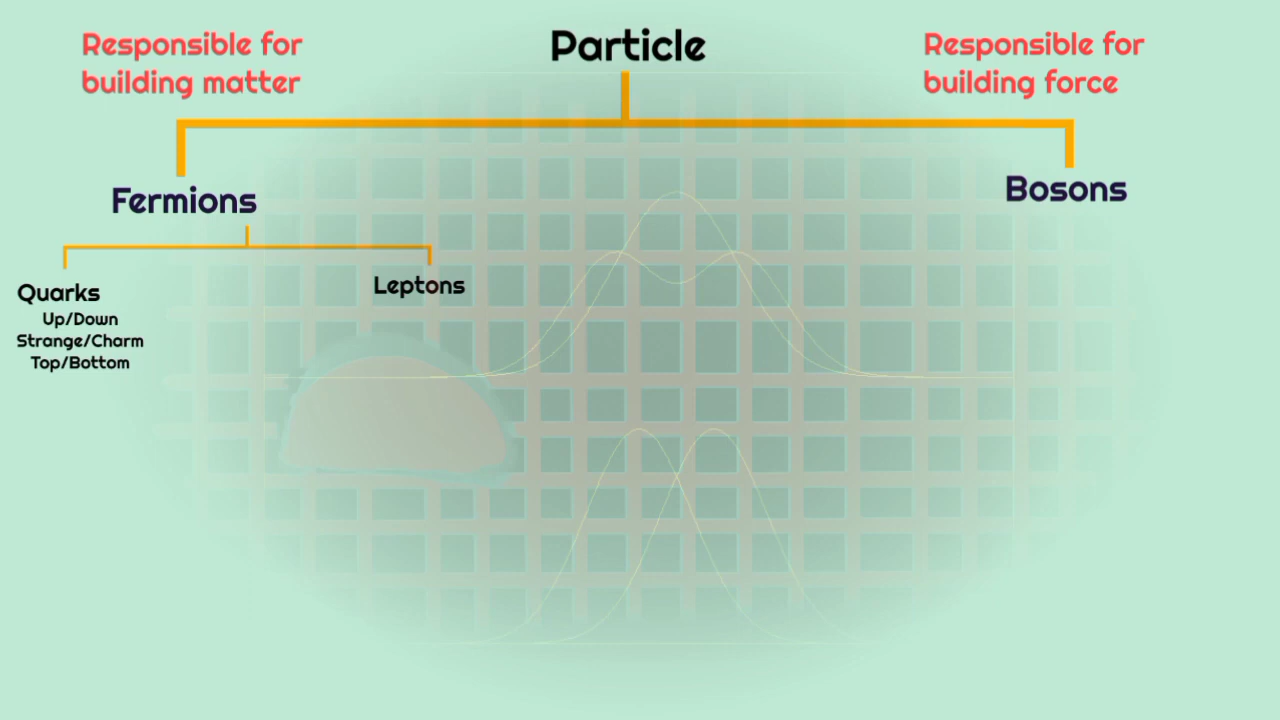 Particle
Responsible for
building matter
Responsible for
building force
Fermions
Bosons
Quarks
Up/Down
Strange/Charm
Top/Bottom
Leptons